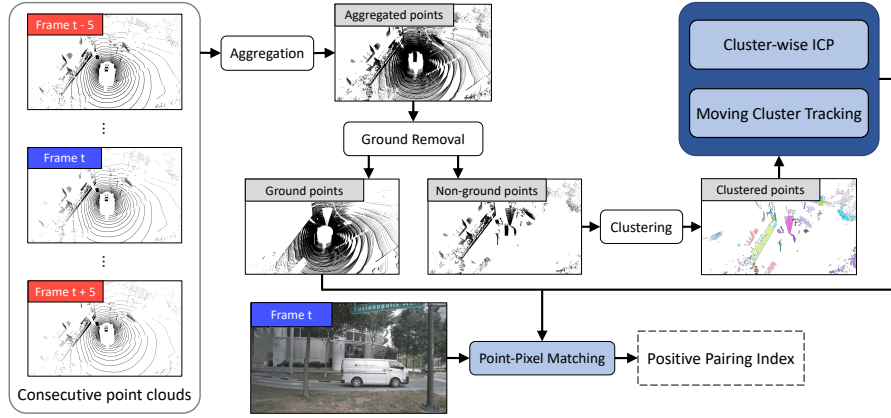 Frame t - 5
Frame t
Frame t + 5
Consecutive point clouds
Aggregation
Aggregated points
Ground Removal
Ground points
Non-ground points
Clustering
Clustered points
Cluster-wise ICP
Moving Cluster Tracking
Frame t
Point-Pixel Matching
Positive Pairing Index